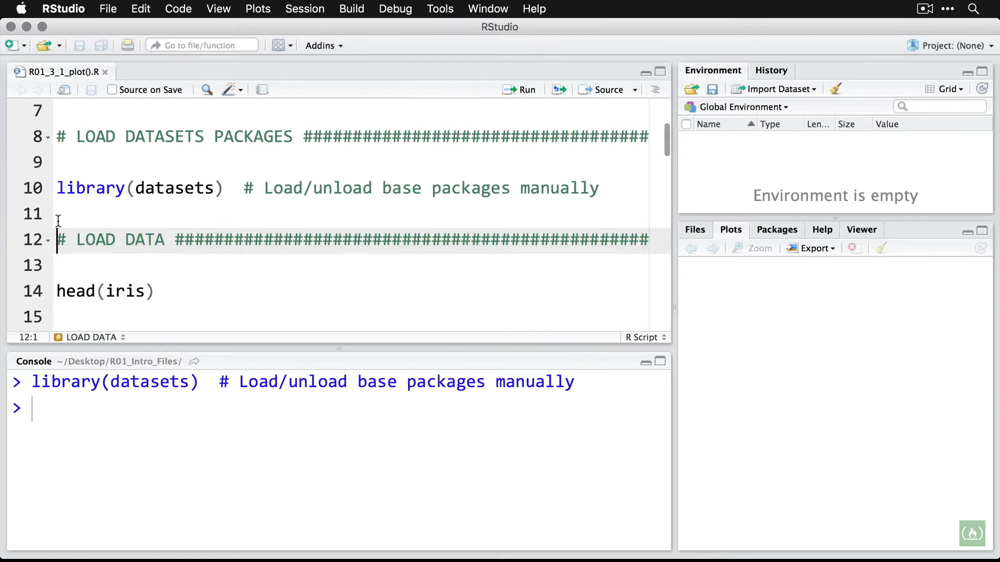 RStudio File Edit Code View Plots Session Build Debug Tools Window Help
RStudio
Go to file/function Addins Project: (None)
R01_3_1_plot().R
Source on Save Run Source
7
8 # LOAD DATASETS PACKAGES ###################################
9
10 library(datasets)  # Load/unload base packages manually
11
12 # LOAD DATA ################################################
13
14 head(iris)
15
12:1 LOAD DATA R Script
Console ~/Desktop/R01_Intro_Files/
> library(datasets)  # Load/unload base packages manually
>
Environment History
Import Dataset Grid
Global Environment
Name Type Len... Size Value
Environment is empty
Files Plots Packages Help Viewer
Zoom Export